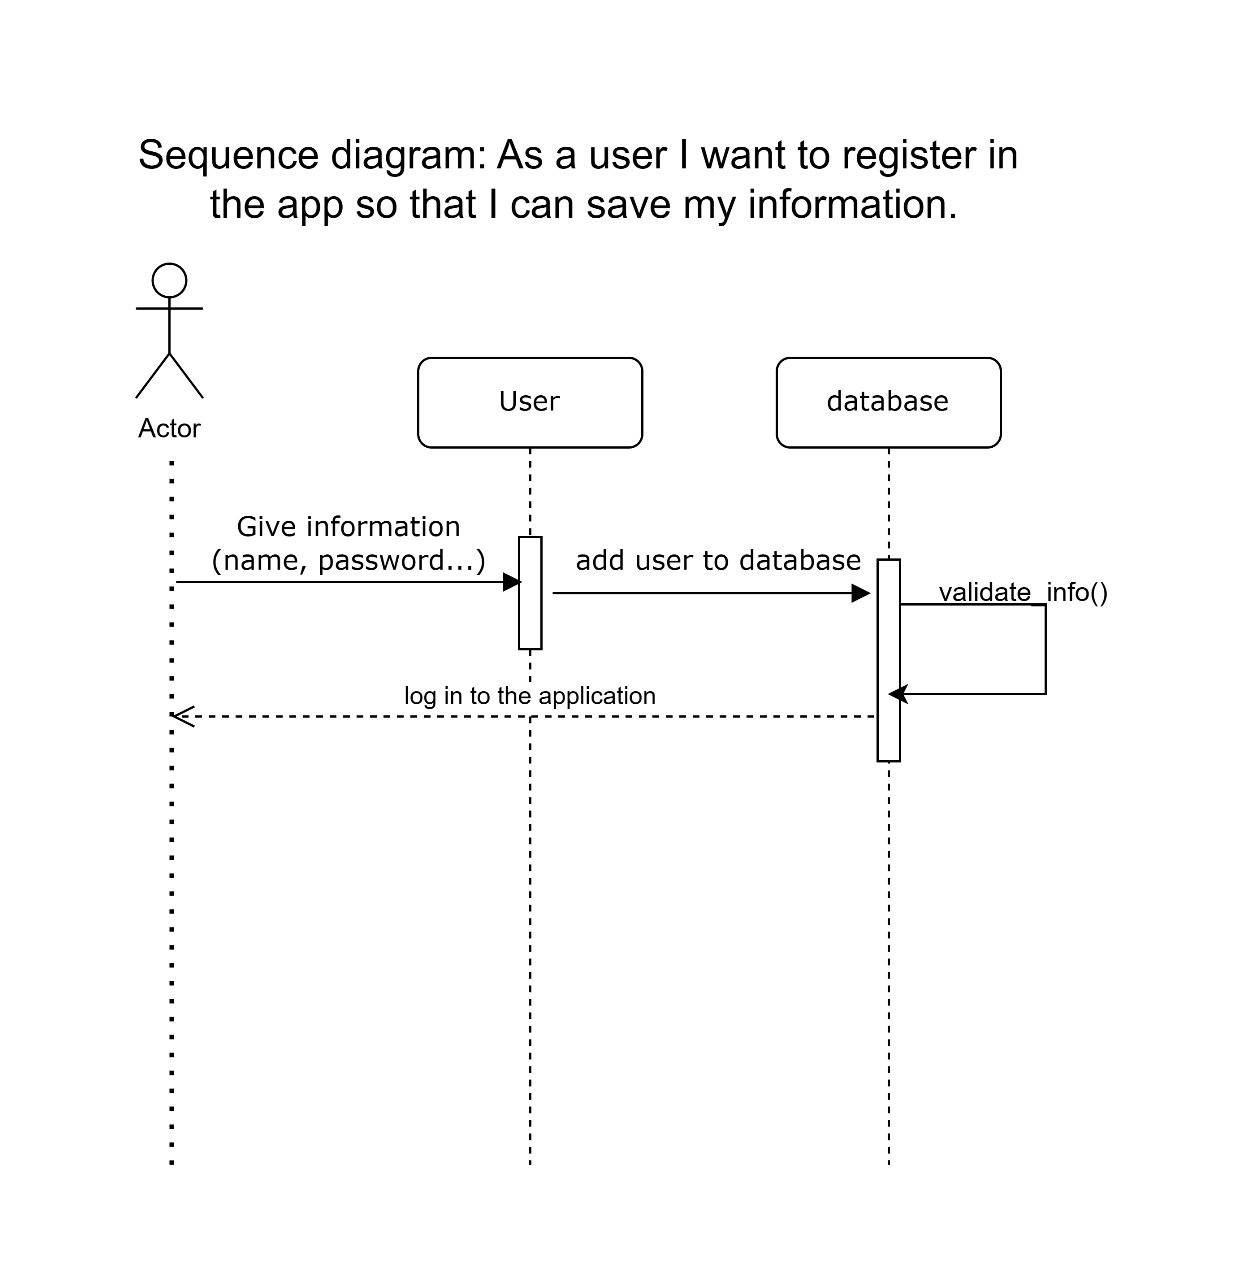 Sequence diagram: As a user I want to register in
the app so that I can save my information.
Actor
User
database
Give information
(name, password...)
add user to database
validate_info()
log in to the application